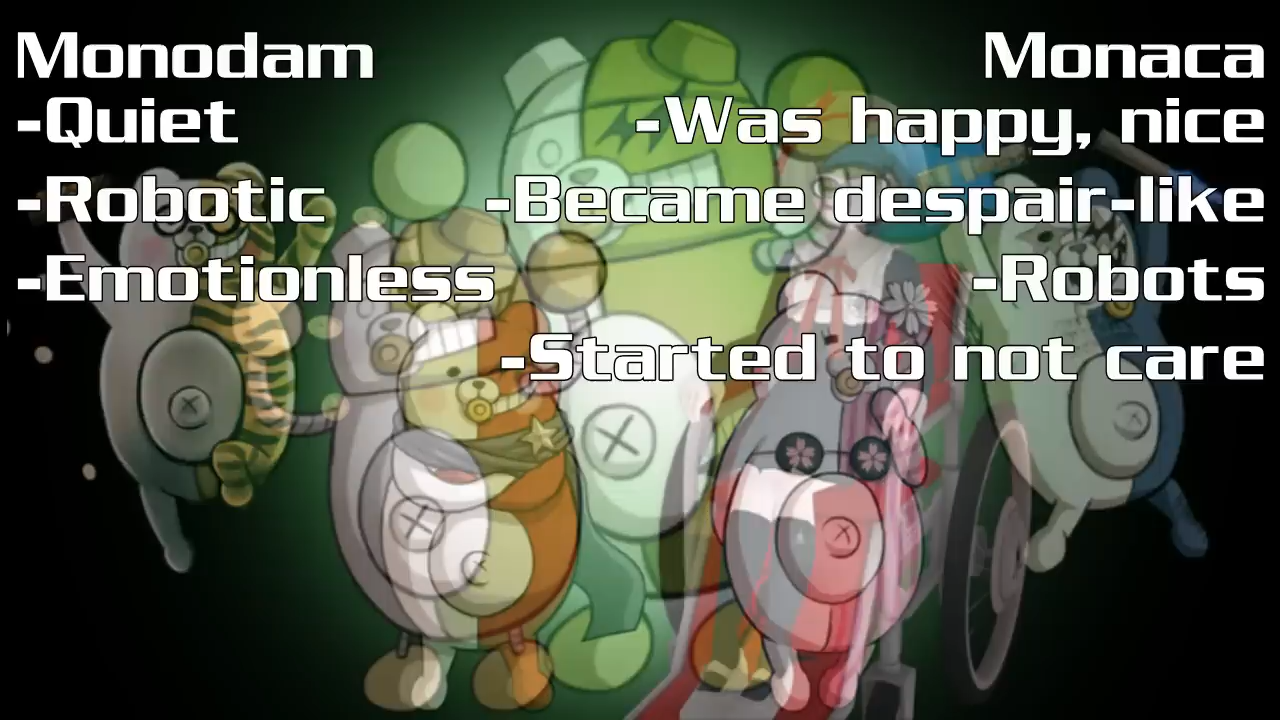 Monodam
-Quiet
-Robotic
-Emotionless
Monaca
-Was happy, nice
-Became despair-like
-Robots
-Started to not care